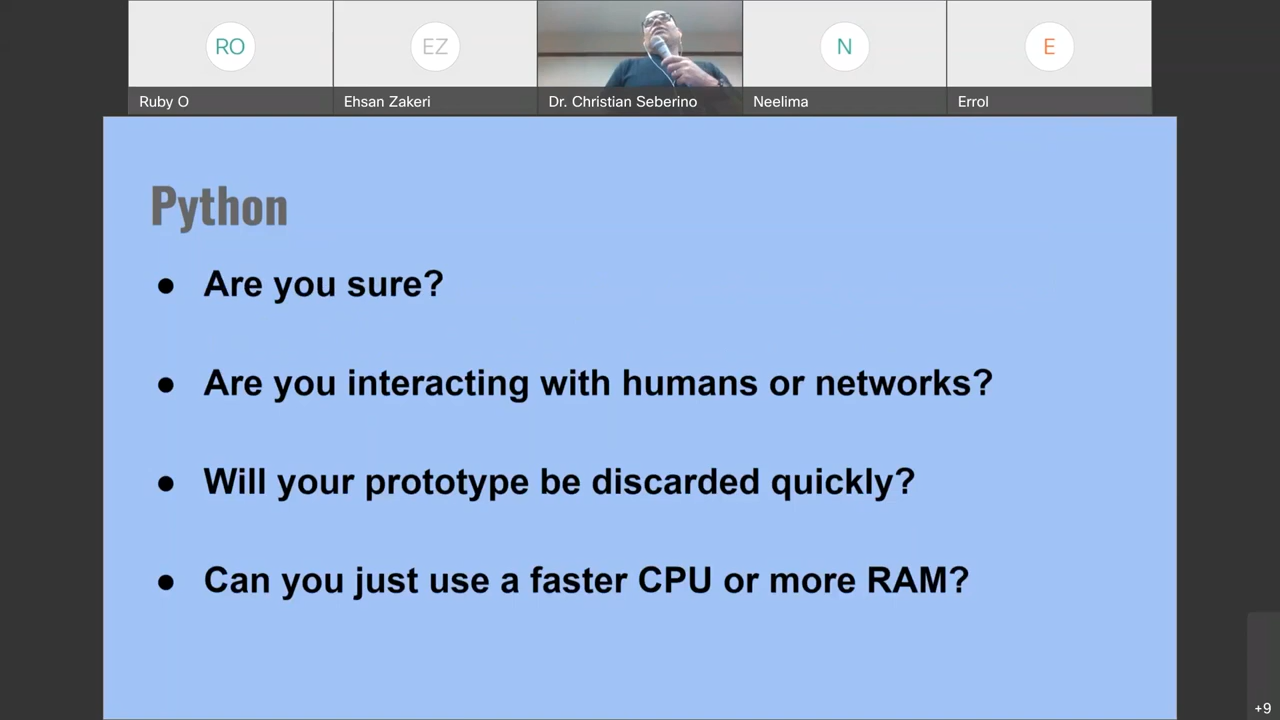 RO
EZ
N
E
Ruby O
Ehsan Zakeri
Dr. Christian Seberino
Neelima
Errol
Python
● Are you sure?
● Are you interacting with humans or networks?
● Will your prototype be discarded quickly?
● Can you just use a faster CPU or more RAM?
+9